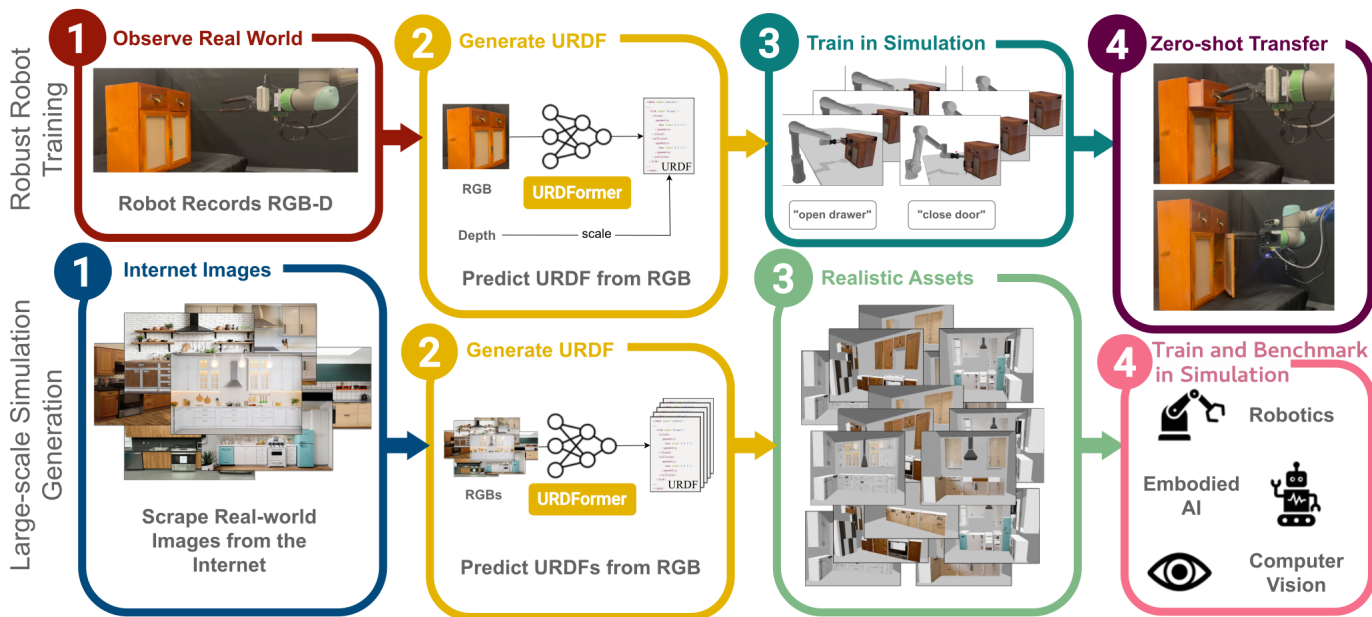 Robust Robot
Training
1
Observe Real World
Robot Records RGB-D
2
Generate URDF
RGB
URDFormer
URDF
Depth
scale
Predict URDF from RGB
3
Train in Simulation
"open drawer"
"close door"
4
Zero-shot Transfer
Large-scale Simulation
Generation
1
Internet Images
Scrape Real-world
Images from the
Internet
2
Generate URDF
RGBs
URDFormer
URDF
Predict URDFs from RGB
3
Realistic Assets
4
Train and Benchmark
in Simulation
Robotics
Embodied
AI
Computer
Vision